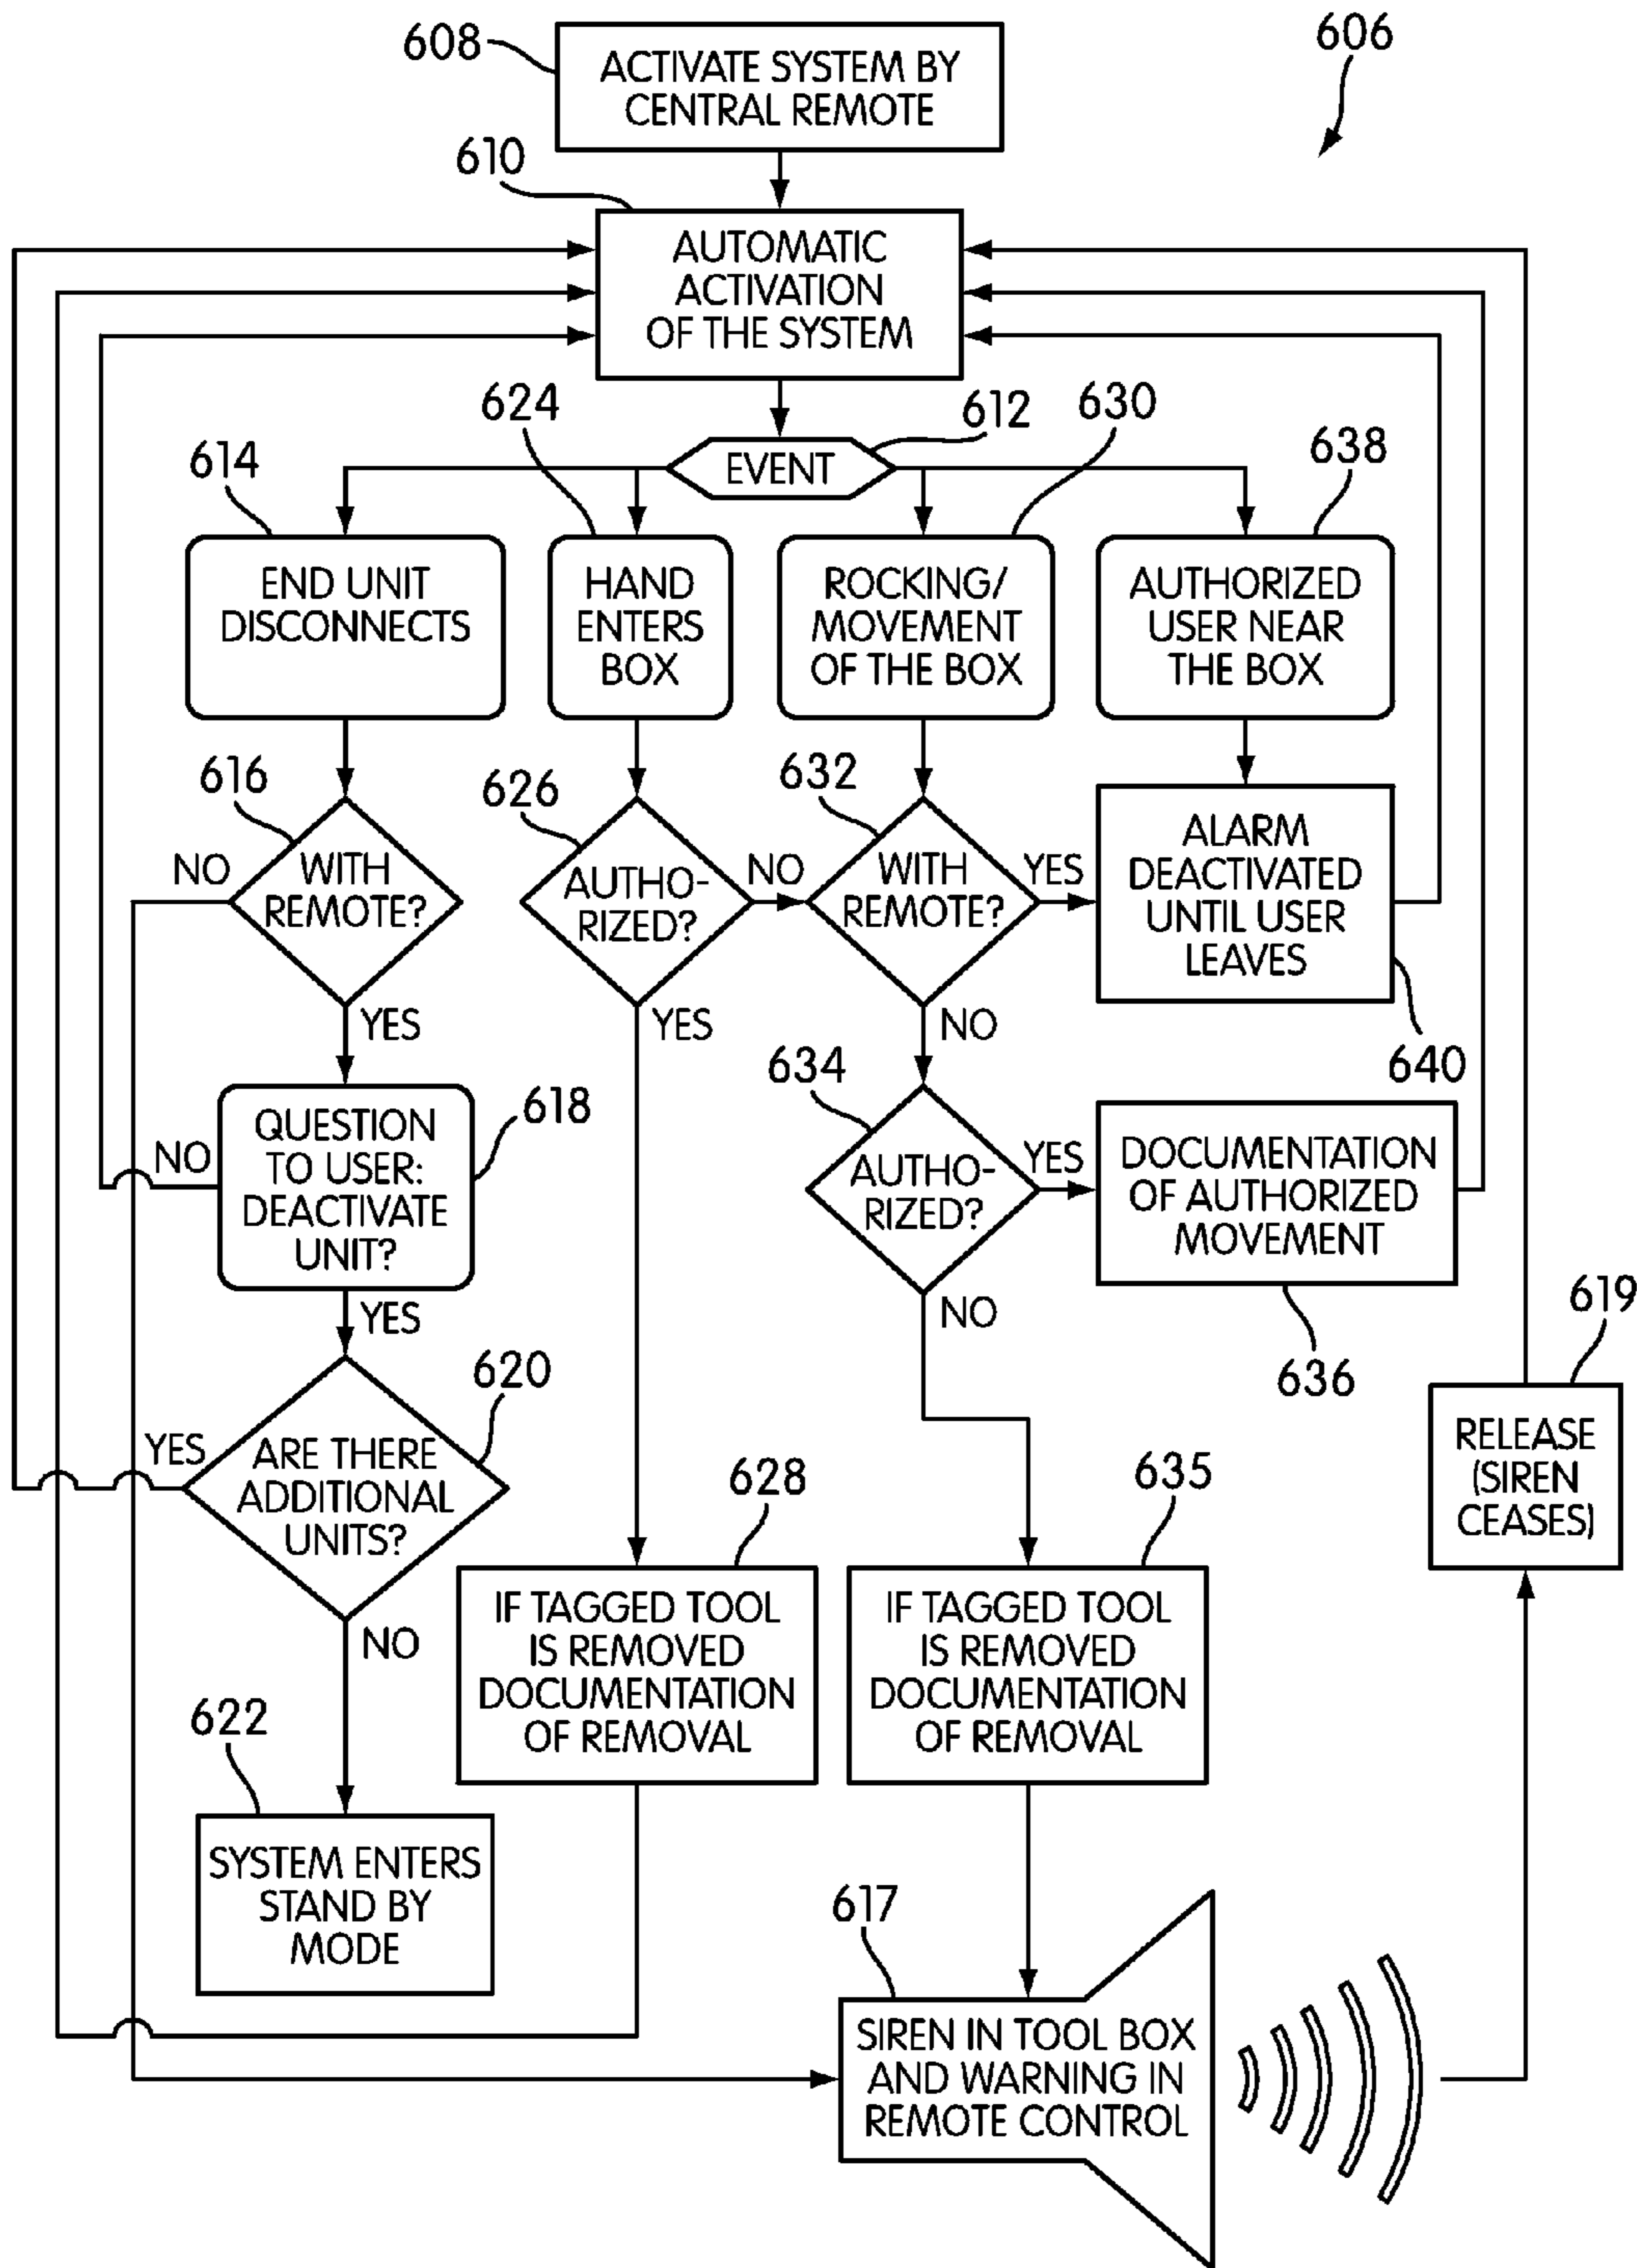 608
ACTIVATE SYSTEM BY
CENTRAL REMOTE
606
610
AUTOMATIC
ACTIVATION
OF THE SYSTEM
612
EVENT
614
END UNIT
DISCONNECTS
624
HAND
ENTERS
BOX
630
ROCKING/
MOVEMENT
OF THE BOX
638
AUTHORIZED
USER NEAR
THE BOX
616
WITH
REMOTE?
NO
YES
626
AUTHO-
RIZED?
NO
YES
632
WITH
REMOTE?
YES
NO
ALARM
DEACTIVATED
UNTIL USER
LEAVES
640
618
QUESTION
TO USER:
DEACTIVATE
UNIT?
NO
YES
634
AUTHO-
RIZED?
YES
NO
DOCUMENTATION
OF AUTHORIZED
MOVEMENT
636
619
RELEASE
(SIREN
CEASES)
620
ARE THERE
ADDITIONAL
UNITS?
YES
NO
628
IF TAGGED TOOL
IS REMOVED
DOCUMENTATION
OF REMOVAL
635
IF TAGGED TOOL
IS REMOVED
DOCUMENTATION
OF REMOVAL
622
SYSTEM ENTERS
STAND BY
MODE
617
SIREN IN TOOL BOX
AND WARNING IN
REMOTE CONTROL